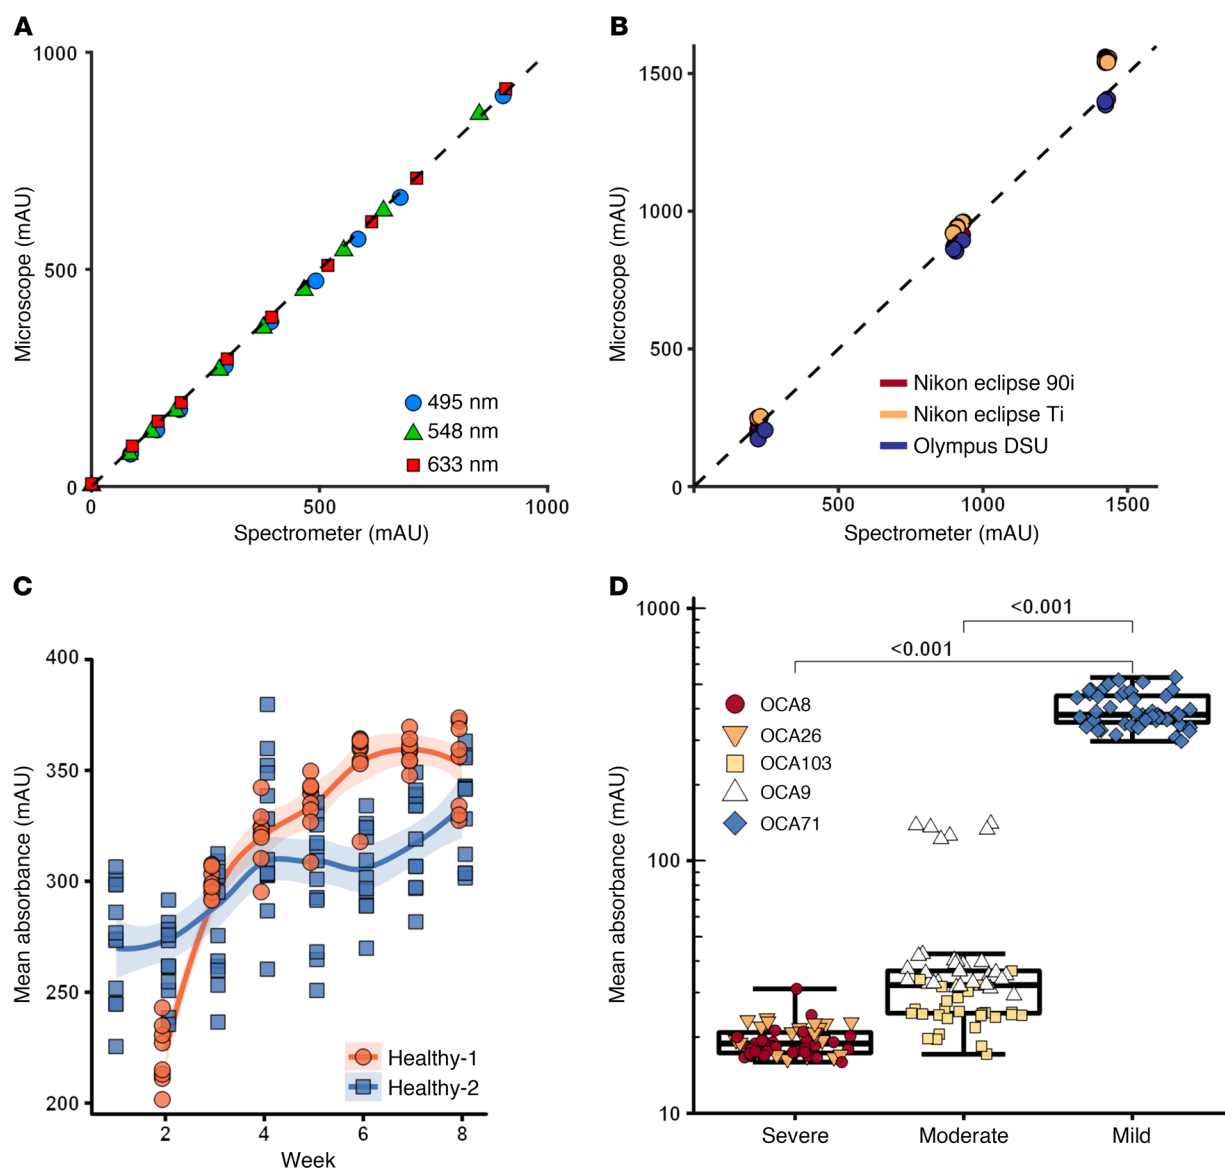 A
1000
500
0
0
500
1000
Microscope (mAU)
Spectrometer (mAU)
495 nm
548 nm
633 nm
B
1500
1000
500
0
500
1000
1500
Microscope (mAU)
Spectrometer (mAU)
Nikon eclipse 90i
Nikon eclipse Ti
Olympus DSU
C
400
350
300
250
200
2
4
6
8
Mean absorbance (mAU)
Week
Healthy-1
Healthy-2
D
1000
100
10
Mean absorbance (mAU)
<0.001
<0.001
OCA8
OCA26
OCA103
OCA9
OCA71
Severe
Moderate
Mild